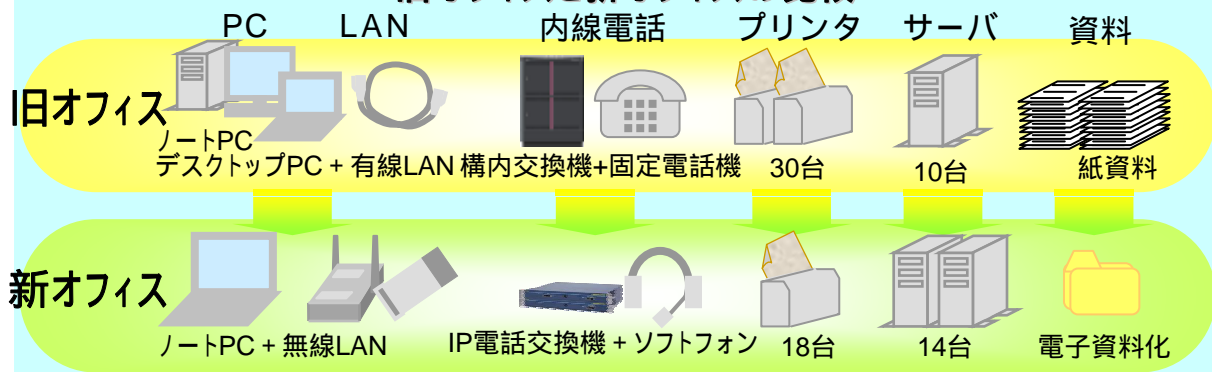 PC LAN 内線電話 プリンタ サーバ 資料
旧オフィス
ノートPC
デスクトップPC + 有線LAN 構内交換機+固定電話機 30台 10台 紙資料
新オフィス
ノートPC + 無線LAN IP電話交換機 + ソフトフォン 18台 14台 電子資料化